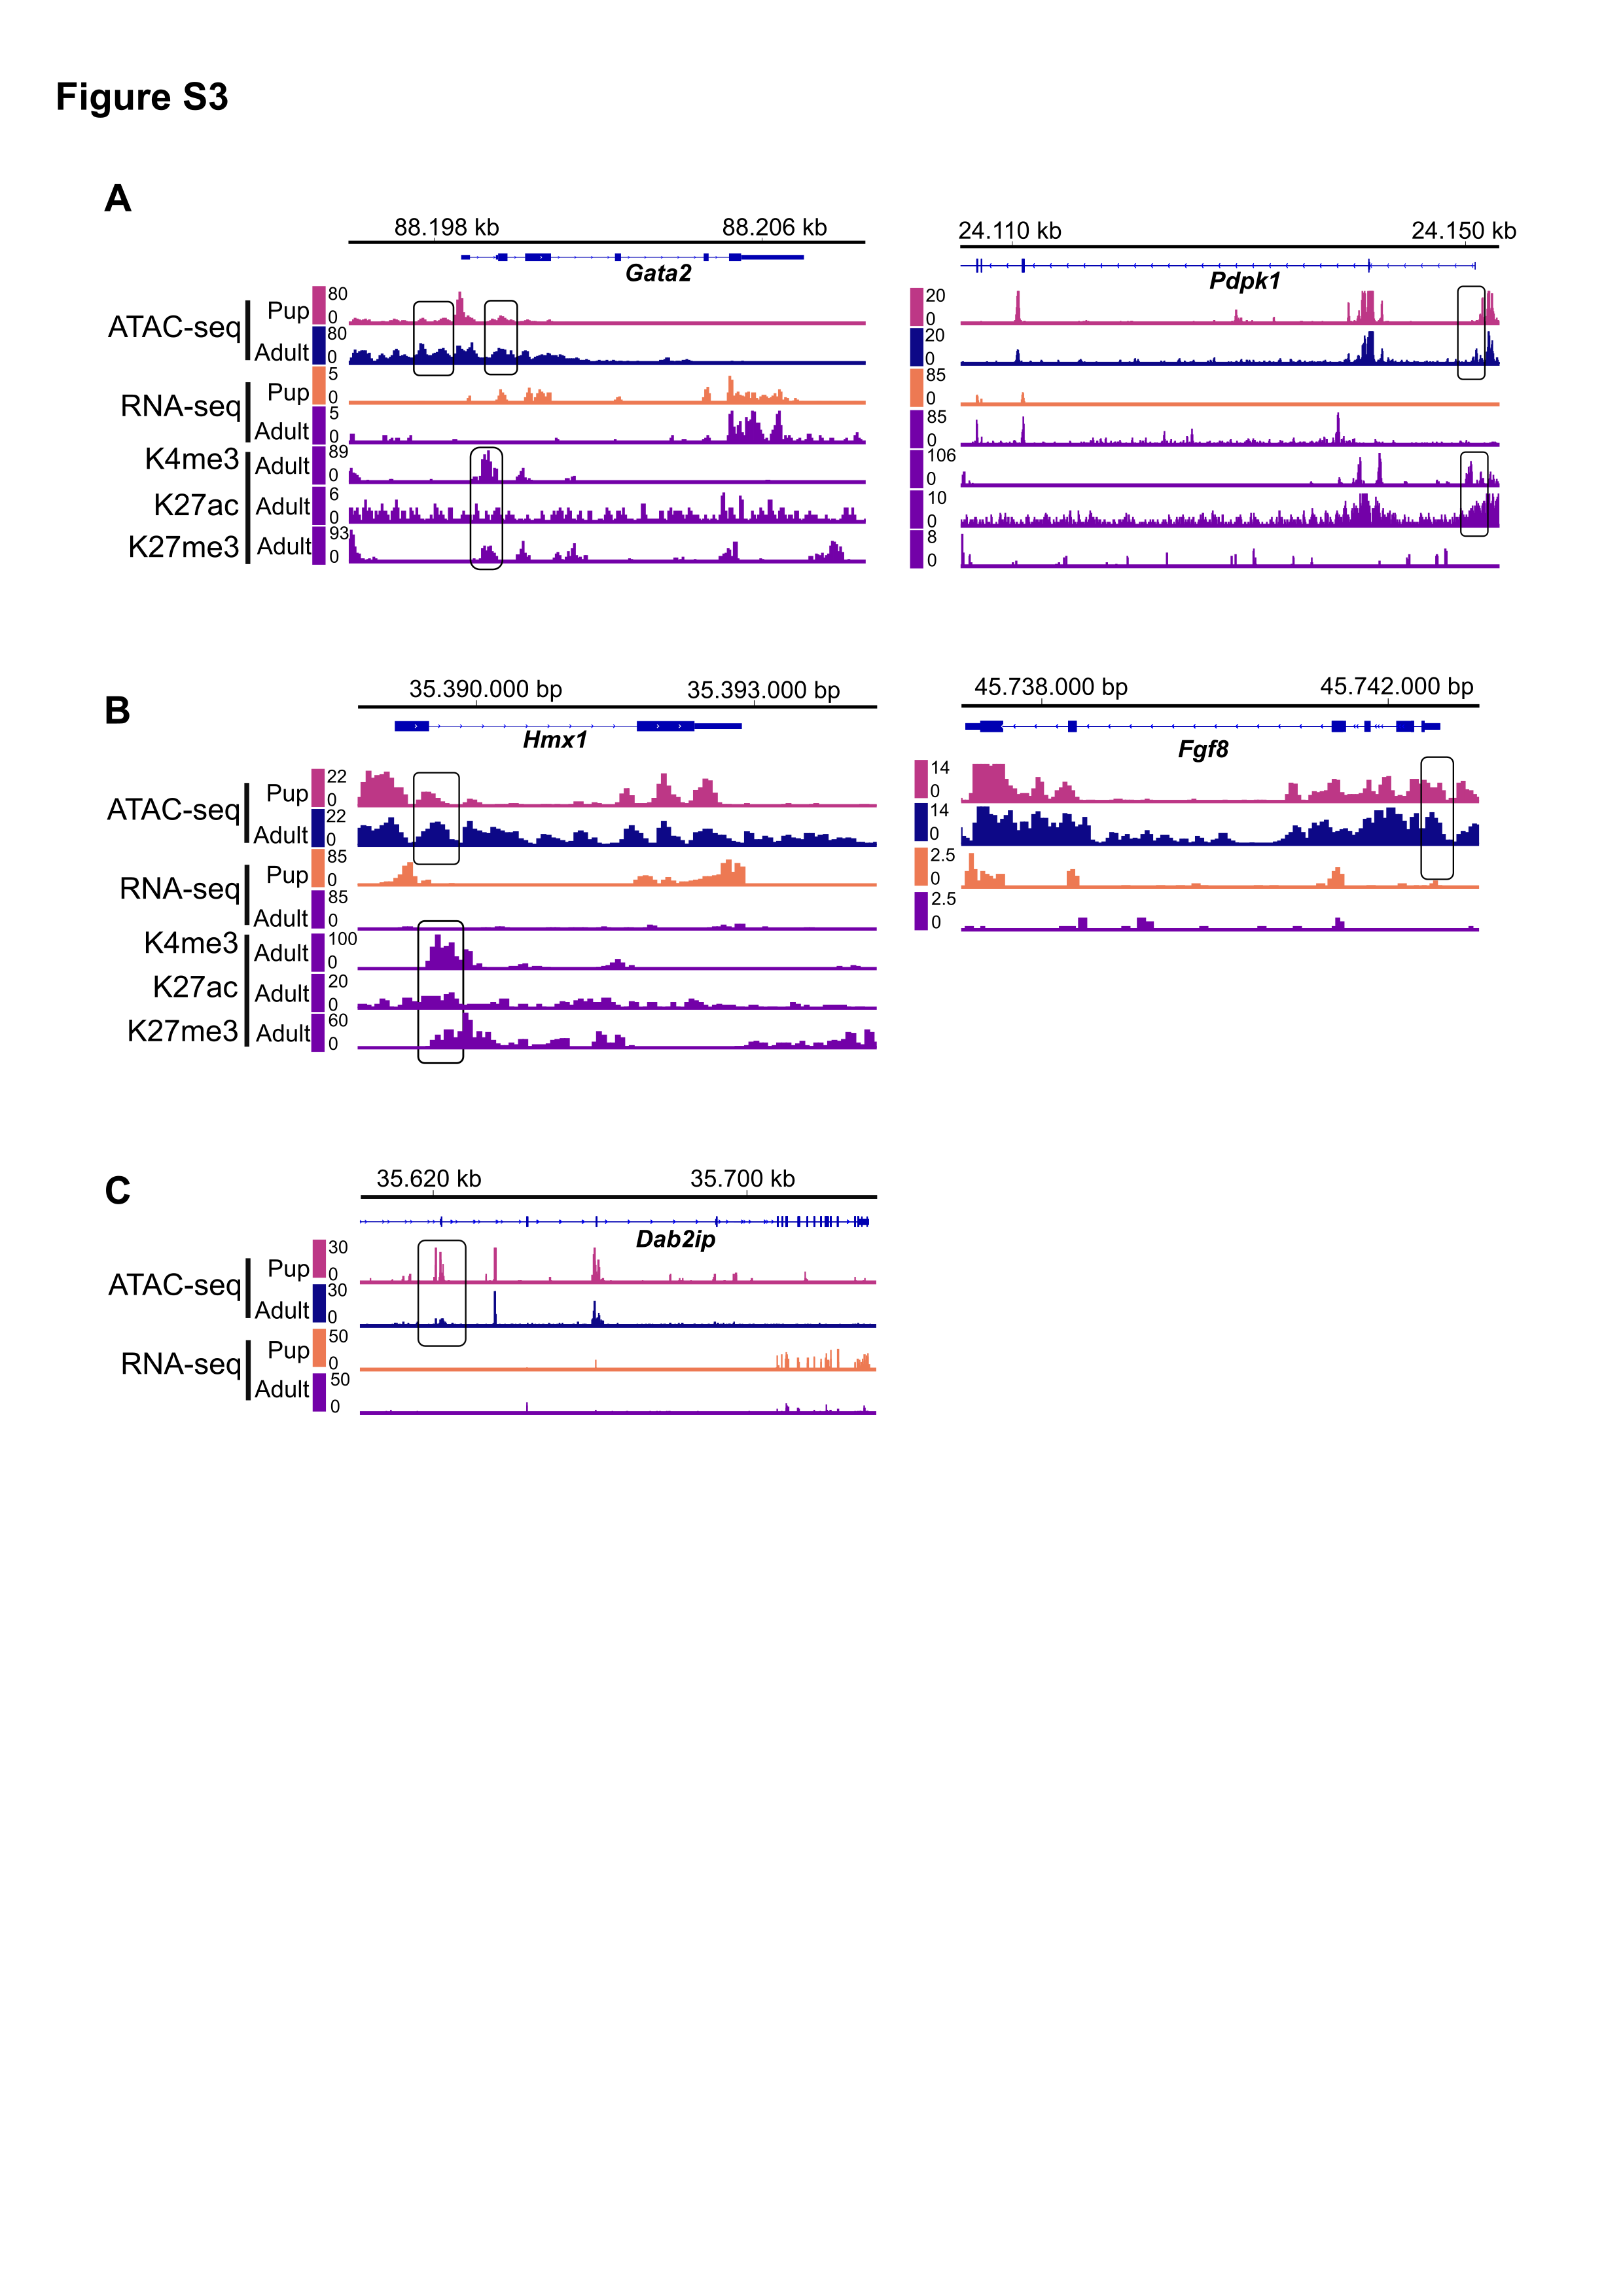 Figure S3
A
88.198 kb 88.206 kb
Gata2
24.110 kb 24.150 kb
Pdpk1
ATAC-seq
Pup 80 0
Adult 80 0
RNA-seq
Pup 5 0
Adult 5 0
K4me3 Adult 89 0
K27ac Adult 6 0
K27me3 Adult 93 0
20 0
20 0
85 0
85 0
106 0
10 0
8 0
B
35.390.000 bp 35.393.000 bp
Hmx1
45.738.000 bp 45.742.000 bp
Fgf8
ATAC-seq
Pup 22 0
Adult 22 0
RNA-seq
Pup 85 0
Adult 85 0
K4me3 Adult 100 0
K27ac Adult 20 0
K27me3 Adult 60 0
14 0
14 0
2.5 0
2.5 0
C
35.620 kb 35.700 kb
Dab2ip
ATAC-seq
Pup 30 0
Adult 30 0
RNA-seq
Pup 50 0
Adult 50 0